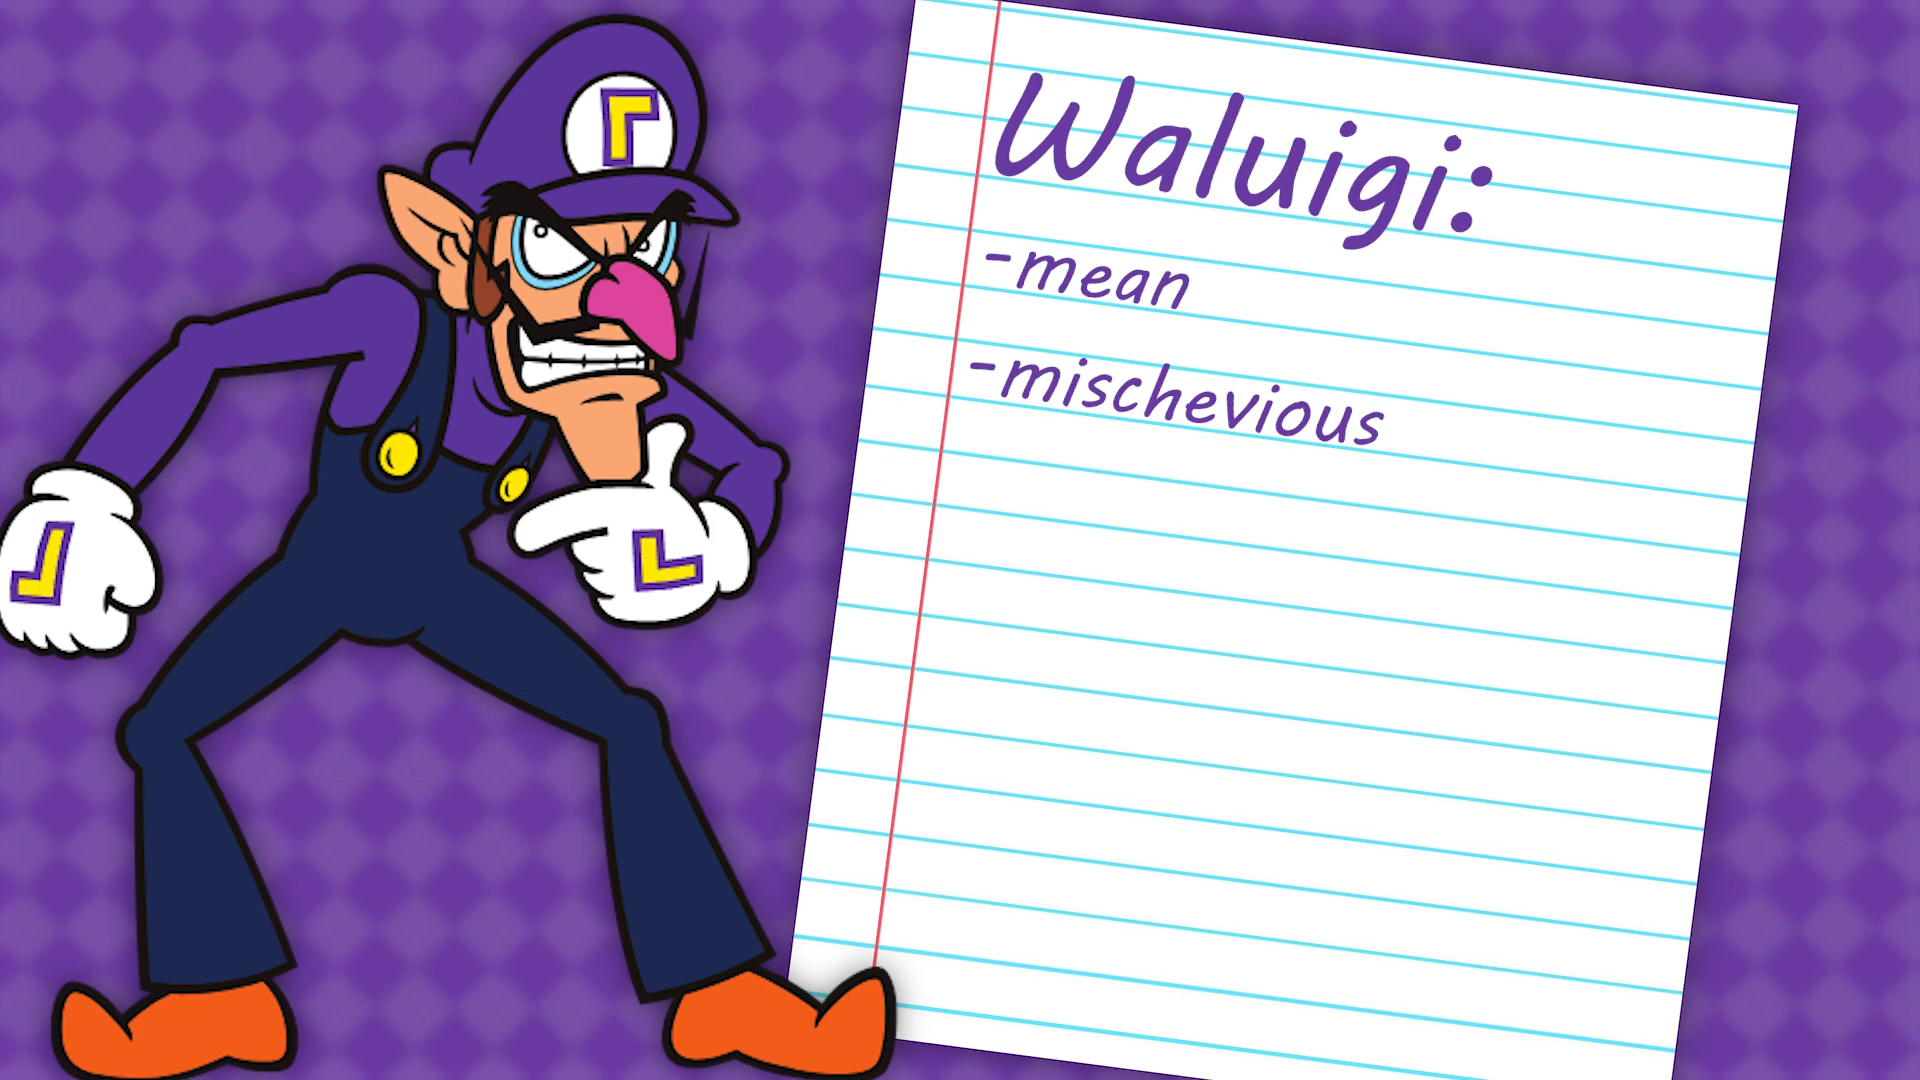 Γ
Waluigi:
-mean
-mischevious
⅃
L